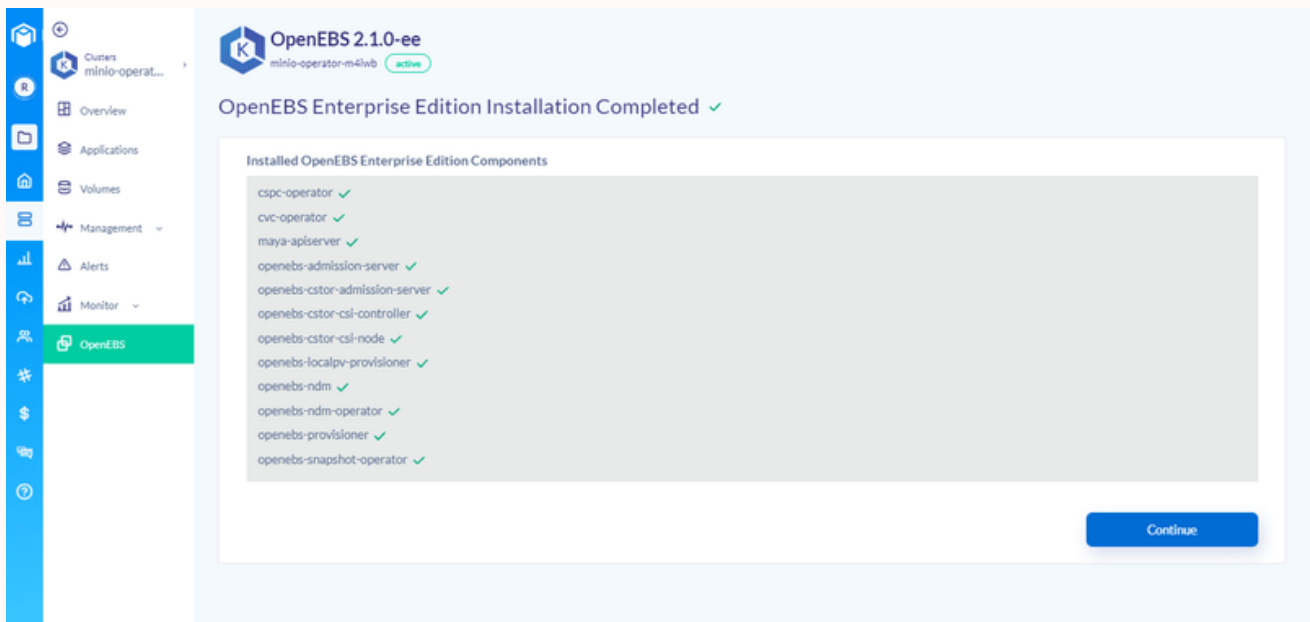 R
Clusters
minio-operat...
Overview
Applications
Volumes
Management
Alerts
Monitor
OpenEBS
K
OpenEBS 2.1.0-ee
minio-operator-m4lwb active
OpenEBS Enterprise Edition Installation Completed
Installed OpenEBS Enterprise Edition Components
cspc-operator
cvc-operator
maya-apiserver
openebs-admission-server
openebs-cstor-admission-server
openebs-cstor-csi-controller
openebs-cstor-csi-node
openebs-localpv-provisioner
openebs-ndm
openebs-ndm-operator
openebs-provisioner
openebs-snapshot-operator
Continue